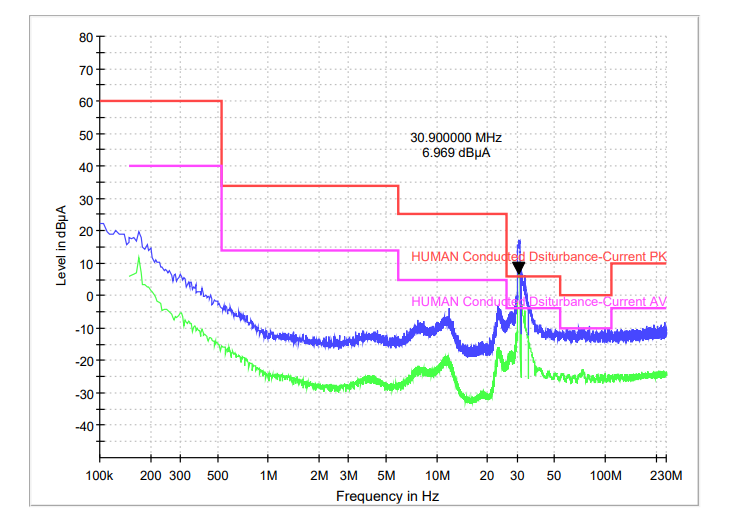 80
70
60
50
40
30
20
10
0
-10
-20
-30
-40
Level in dBµA
30.900000 MHz
6.969 dBµA
HUMAN Conducted Dsiturbance-Current PK
HUMAN Conducted Dsiturbance-Current AV
100k 200 300 500 1M 2M 3M 5M 10M 20 30 50 100M 230M
Frequency in Hz